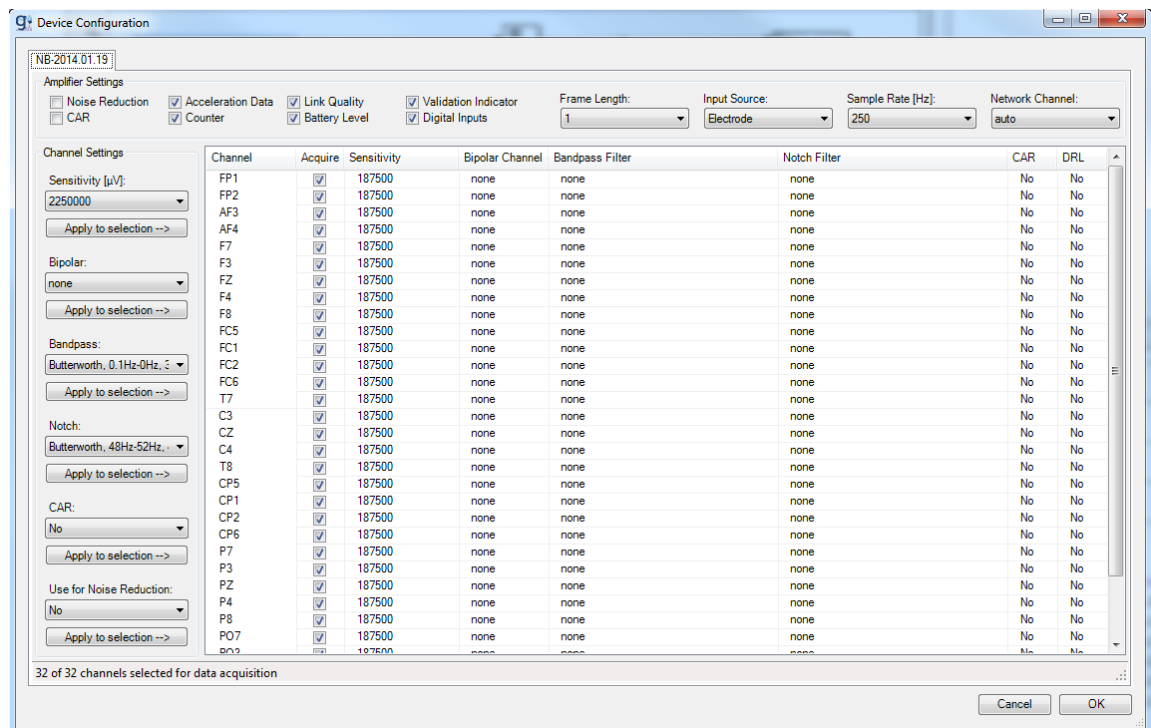 g. Device Configuration
NB-2014.01.19
Amplifier Settings
Noise Reduction Acceleration Data Link Quality Validation Indicator Frame Length: Input Source: Sample Rate [Hz]: Network Channel:
CAR Counter Battery Level Digital Inputs 1 Electrode 250 auto
Channel Settings
Sensitivity [µV]:
2250000
Apply to selection -->
Bipolar:
none
Apply to selection -->
Bandpass:
Butterworth, 0.1Hz-0Hz, 3
Apply to selection -->
Notch:
Butterworth, 48Hz-52Hz,
Apply to selection -->
CAR:
No
Apply to selection -->
Use for Noise Reduction:
No
Apply to selection -->
Channel Acquire Sensitivity Bipolar Channel Bandpass Filter Notch Filter CAR DRL
FP1 187500 none none none No No
FP2 187500 none none none No No
AF3 187500 none none none No No
AF4 187500 none none none No No
F7 187500 none none none No No
F3 187500 none none none No No
FZ 187500 none none none No No
F4 187500 none none none No No
F8 187500 none none none No No
FC5 187500 none none none No No
FC1 187500 none none none No No
FC2 187500 none none none No No
FC6 187500 none none none No No
T7 187500 none none none No No
C3 187500 none none none No No
CZ 187500 none none none No No
C4 187500 none none none No No
T8 187500 none none none No No
CP5 187500 none none none No No
CP1 187500 none none none No No
CP2 187500 none none none No No
CP6 187500 none none none No No
P7 187500 none none none No No
P3 187500 none none none No No
PZ 187500 none none none No No
P4 187500 none none none No No
P8 187500 none none none No No
PO7 187500 none none none No No
187500 none none none No No
32 of 32 channels selected for data acquisition
Cancel OK